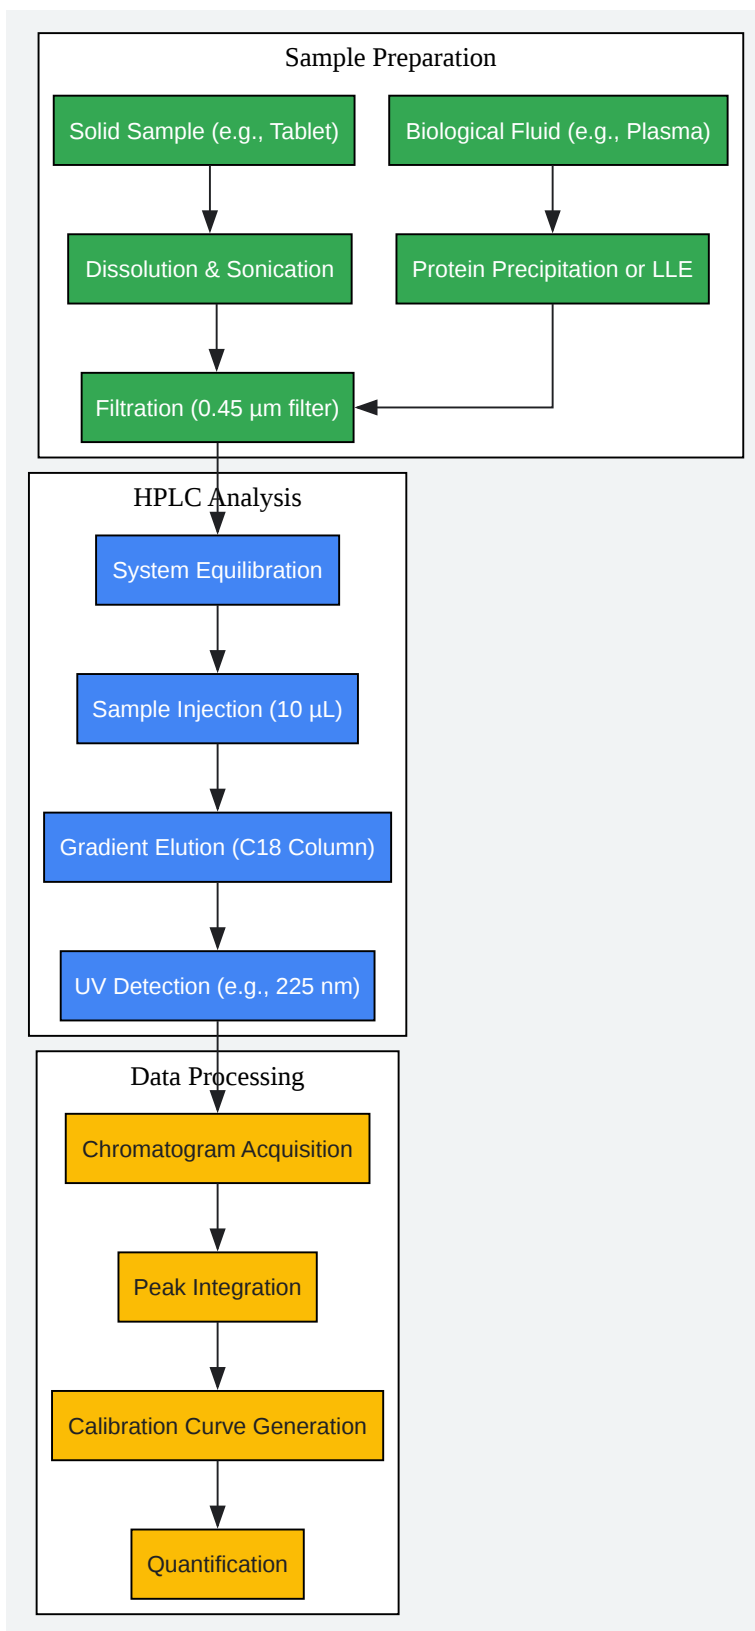 Sample Preparation
Solid Sample (e.g., Tablet)
Biological Fluid (e.g., Plasma)
Dissolution & Sonication
Protein Precipitation or LLE
Filtration (0.45 µm filter)
HPLC Analysis
System Equilibration
Sample Injection (10 µL)
Gradient Elution (C18 Column)
UV Detection (e.g., 225 nm)
Data Processing
Chromatogram Acquisition
Peak Integration
Calibration Curve Generation
Quantification